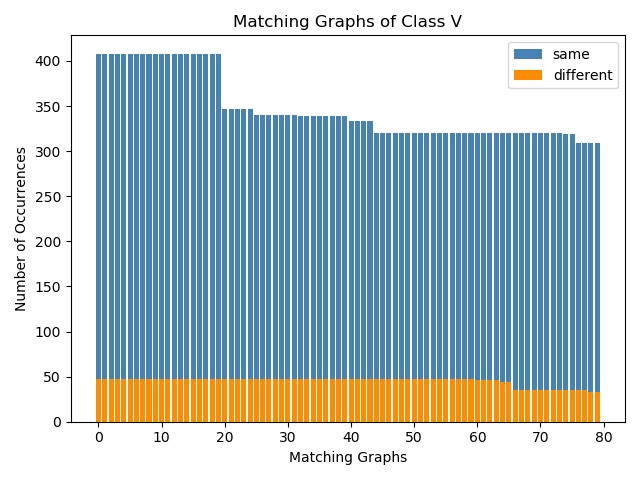 Matching Graphs of Class V
same
different
Number of Occurrences
400
350
300
250
200
150
100
50
0
0 10 20 30 40 50 60 70 80
Matching Graphs